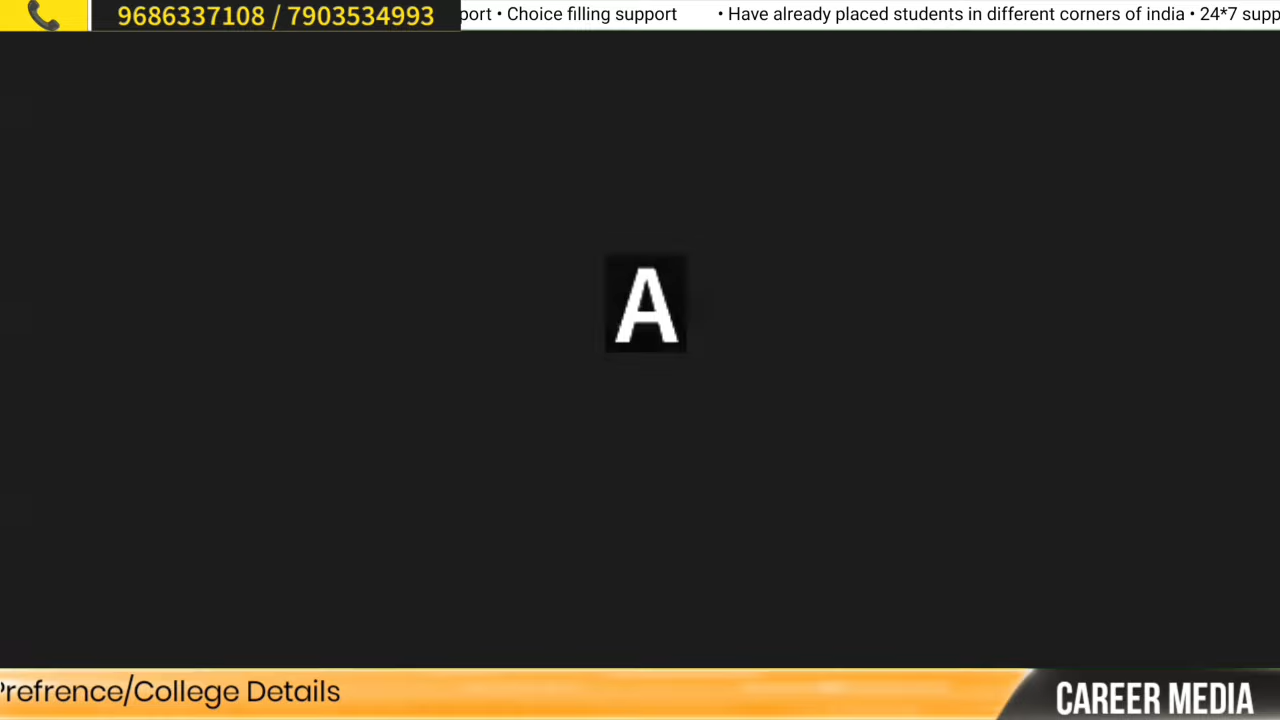 9686337108 / 7903534993
port • Choice filling support • Have already placed students in different corners of india • 24*7 supp
A
Prefrence/College Details
CAREER MEDIA